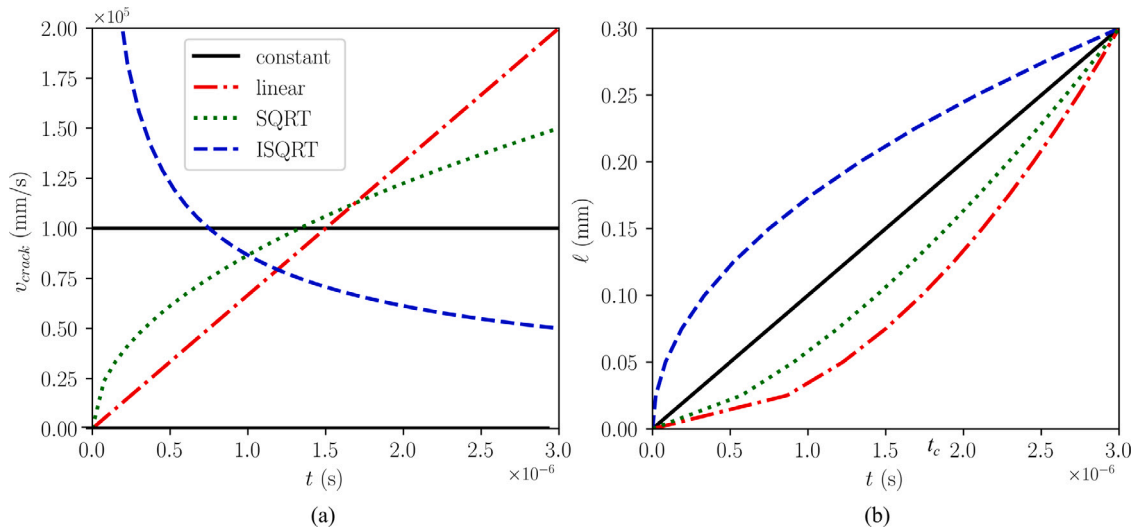 ×10⁵
2.00
1.75
1.50
1.25
1.00
0.75
0.50
0.25
0.00
v_crack (mm/s)
constant
linear
SQRT
ISQRT
0.0 0.5 1.0 1.5 2.0 2.5 3.0
t (s)
×10⁻⁶
(a)
0.30
0.25
0.20
0.15
0.10
0.05
0.00
ℓ (mm)
0.0 0.5 1.0 1.5 t_c 2.0 2.5 3.0
t (s)
×10⁻⁶
(b)